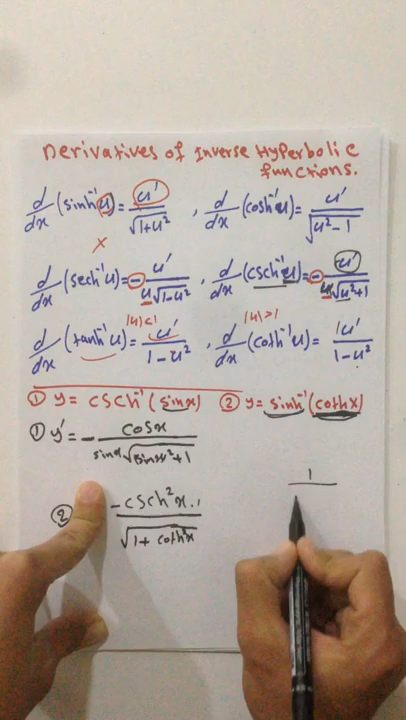 Derivatives of Inverse Hyperbolic functions.
d/dx (sinh⁻¹u) = u'/√(1+u²) , d/dx (cosh⁻¹u) = u'/√(u²-1)
x
d/dx (sech⁻¹u) = - u'/u√(1-u²) , d/dx (csch⁻¹u) = - u'/u√(u²+1)
|u|<1 |u|>1
d/dx (tanh⁻¹u) = u'/1-u² , d/dx (coth⁻¹u) = u'/1-u²
① y = csch⁻¹(sinx) ② y = sinh⁻¹(cothx)
① y' = - cosx/sinx√(sinx²+1)
② -csch²x.1/√(1+coth²x)
1